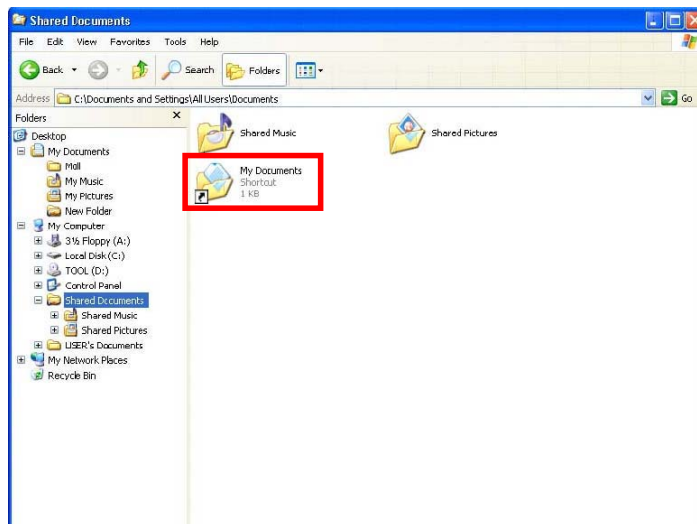 Shared Documents
File Edit View Favorites Tools Help
Back Search Folders
Address C:\Documents and Settings\All Users\Documents Go
Folders X
Desktop
My Documents
Mall
My Music
My Pictures
New Folder
My Computer
3½ Floppy (A:)
Local Disk (C:)
TOOL (D:)
Control Panel
Shared Documents
Shared Music
Shared Pictures
USER's Documents
My Network Places
Recycle Bin
Shared Music
Shared Pictures
My Documents
Shortcut
1 KB